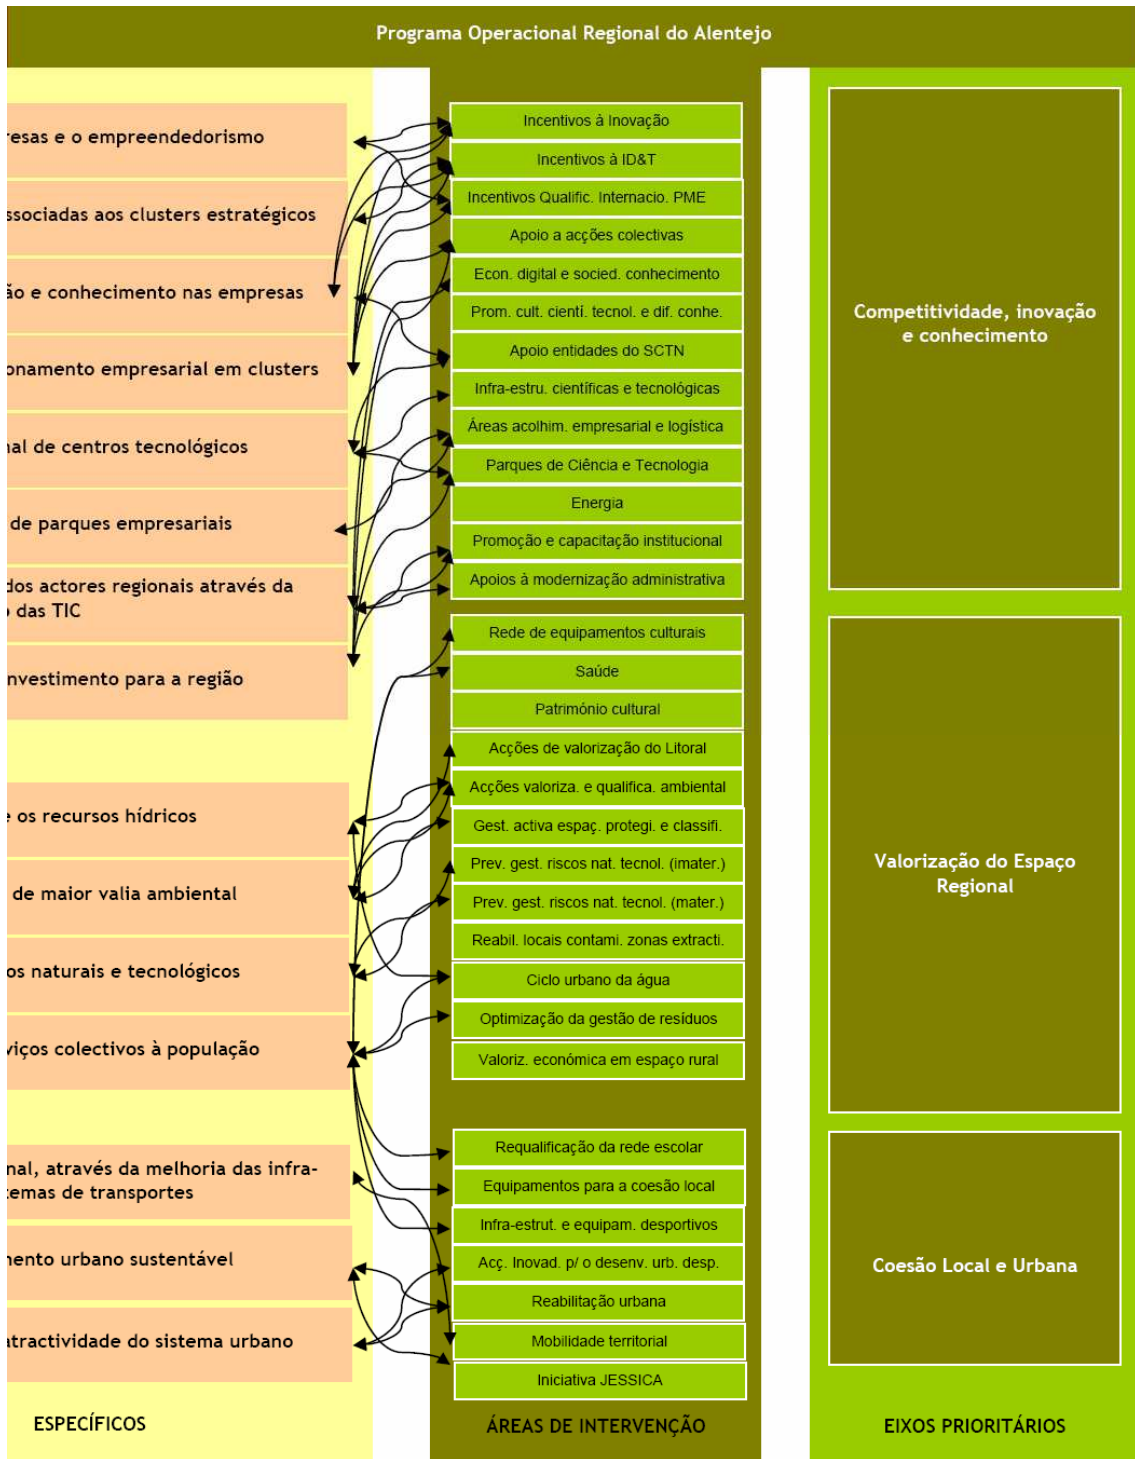 Programa Operacional Regional do Alentejo
resas e o empreendedorismo
ssociadas aos clusters estratégicos
ão e conhecimento nas empresas
onamento empresarial em clusters
nal de centros tecnológicos
de parques empresariais
dos actores regionais através da
o das TIC
nvestimento para a região
e os recursos hídricos
de maior valia ambiental
os naturais e tecnológicos
viços colectivos à população
nal, através da melhoria das infra-
temas de transportes
mento urbano sustentável
atractividade do sistema urbano
ESPECÍFICOS
Incentivos à Inovação
Incentivos à ID&T
Incentivos Qualific. Internacio. PME
Apoio a acções colectivas
Econ. digital e socied. conhecimento
Prom. cult. cientí. tecnol. e dif. conhe.
Apoio entidades do SCTN
Infra-estru. científicas e tecnológicas
Áreas acolhim. empresarial e logística
Parques de Ciência e Tecnologia
Energia
Promoção e capacitação institucional
Apoios à modernização administrativa
Rede de equipamentos culturais
Saúde
Património cultural
Acções de valorização do Litoral
Acções valoriza. e qualifica. ambiental
Gest. activa espaç. protegi. e classifi.
Prev. gest. riscos nat. tecnol. (imater.)
Prev. gest. riscos nat. tecnol. (mater.)
Reabil. locais contami. zonas extracti.
Ciclo urbano da água
Optimização da gestão de resíduos
Valoriz. económica em espaço rural
Requalificação da rede escolar
Equipamentos para a coesão local
Infra-estrut. e equipam. desportivos
Acç. Inovad. p/ o desenv. urb. desp.
Reabilitação urbana
Mobilidade territorial
Iniciativa JESSICA
ÁREAS DE INTERVENÇÃO
Competitividade, inovação
e conhecimento
Valorização do Espaço
Regional
Coesão Local e Urbana
EIXOS PRIORITÁRIOS